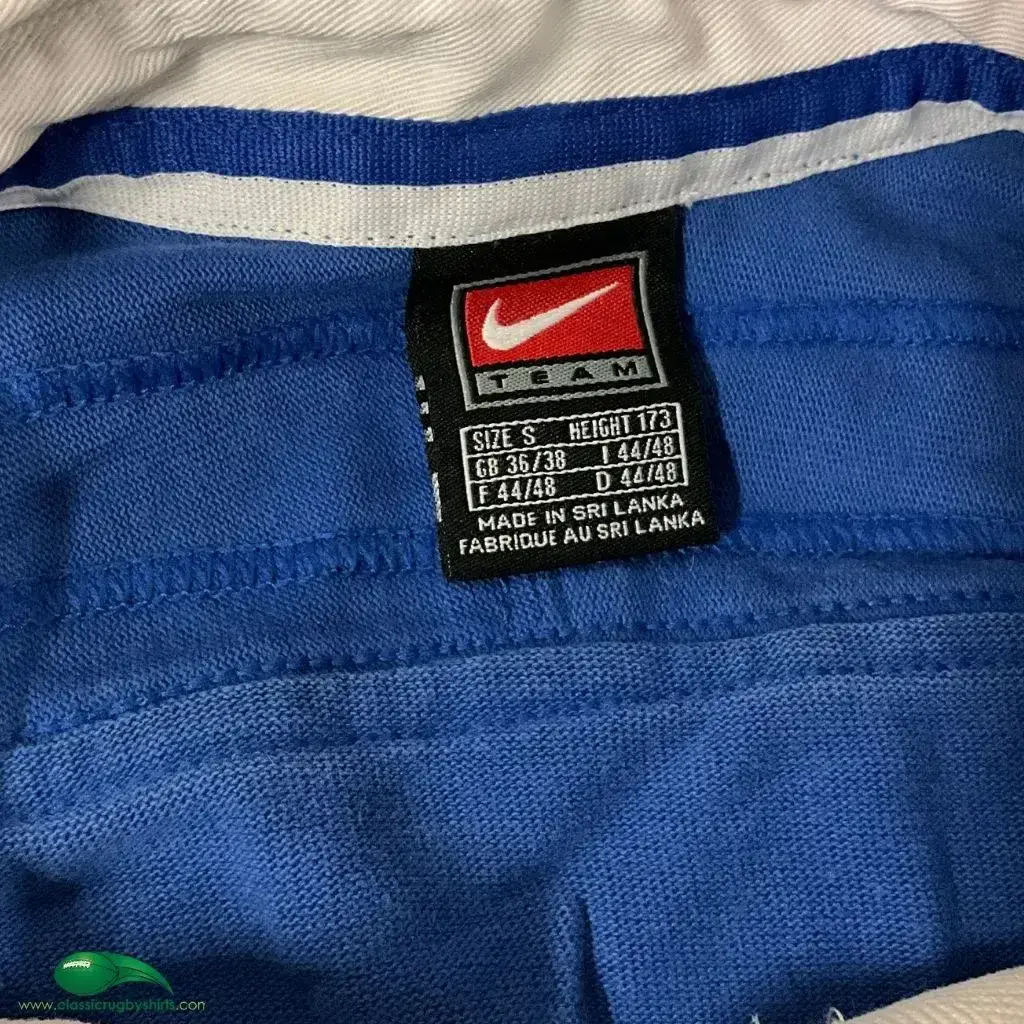 TEAM
SIZE S HEIGHT 173
GB 36/38 I 44/48
F 44/48 D 44/48
MADE IN SRI LANKA
FABRIQUE AU SRI LANKA
www.classicrugbyshirts.com